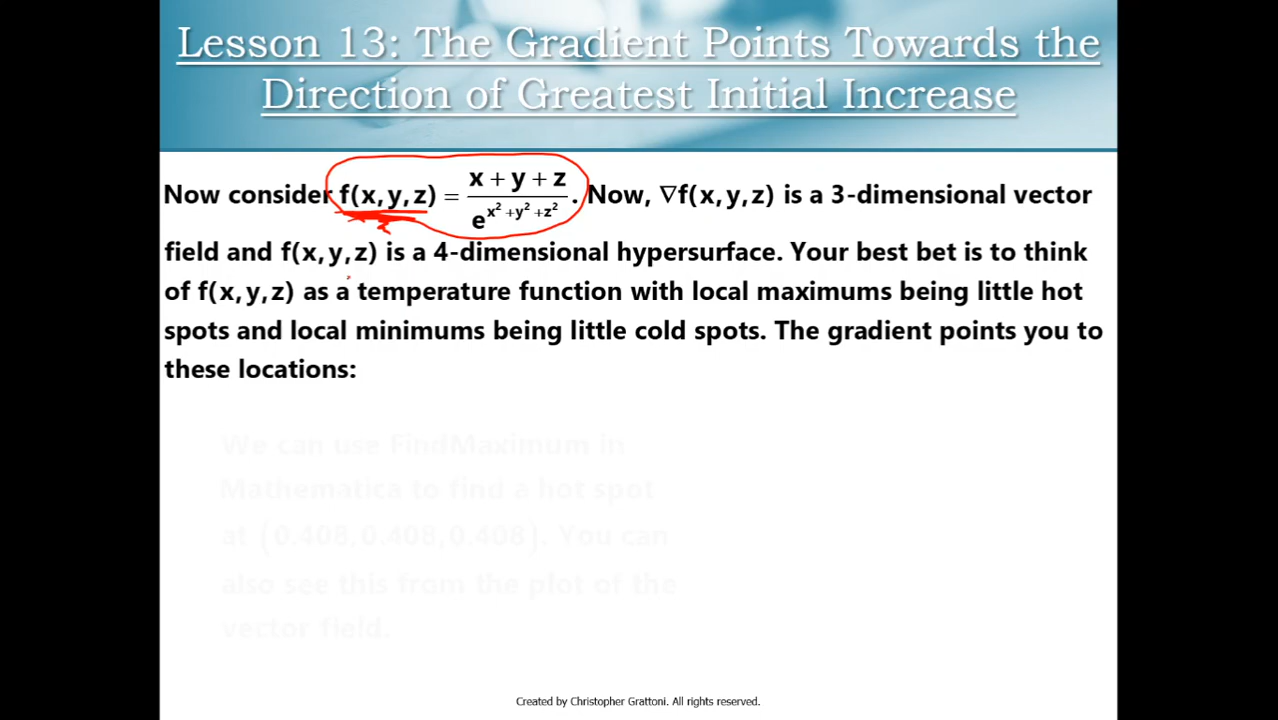 Lesson 13: The Gradient Points Towards the
Direction of Greatest Initial Increase
Now consider f(x,y,z) = (x + y + z) / e^(x² + y² + z²). Now, ∇f(x,y,z) is a 3-dimensional vector
field and f(x,y,z) is a 4-dimensional hypersurface. Your best bet is to think
of f(x,y,z) as a temperature function with local maximums being little hot
spots and local minimums being little cold spots. The gradient points you to
these locations:
We can use FindMaximum in
Mathematica to find a hot spot
at (0.408,0.408,0.408). You can
also see this from the plot of the
vector field.
Created by Christopher Grattoni. All rights reserved.